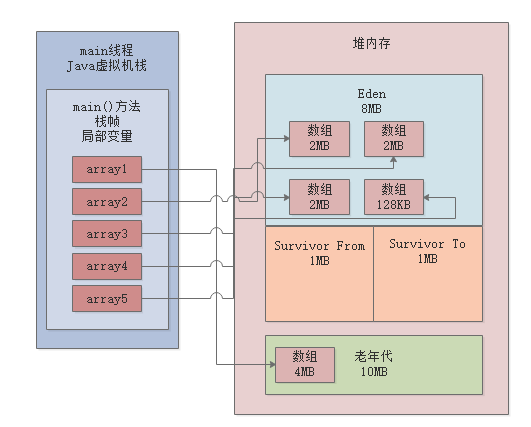 main线程
Java虚拟机栈
main()方法
栈帧
局部变量
array1
array2
array3
array4
array5
堆内存
Eden
8MB
数组
2MB
数组
2MB
数组
2MB
数组
128KB
Survivor From
1MB
Survivor To
1MB
数组
4MB
老年代
10MB